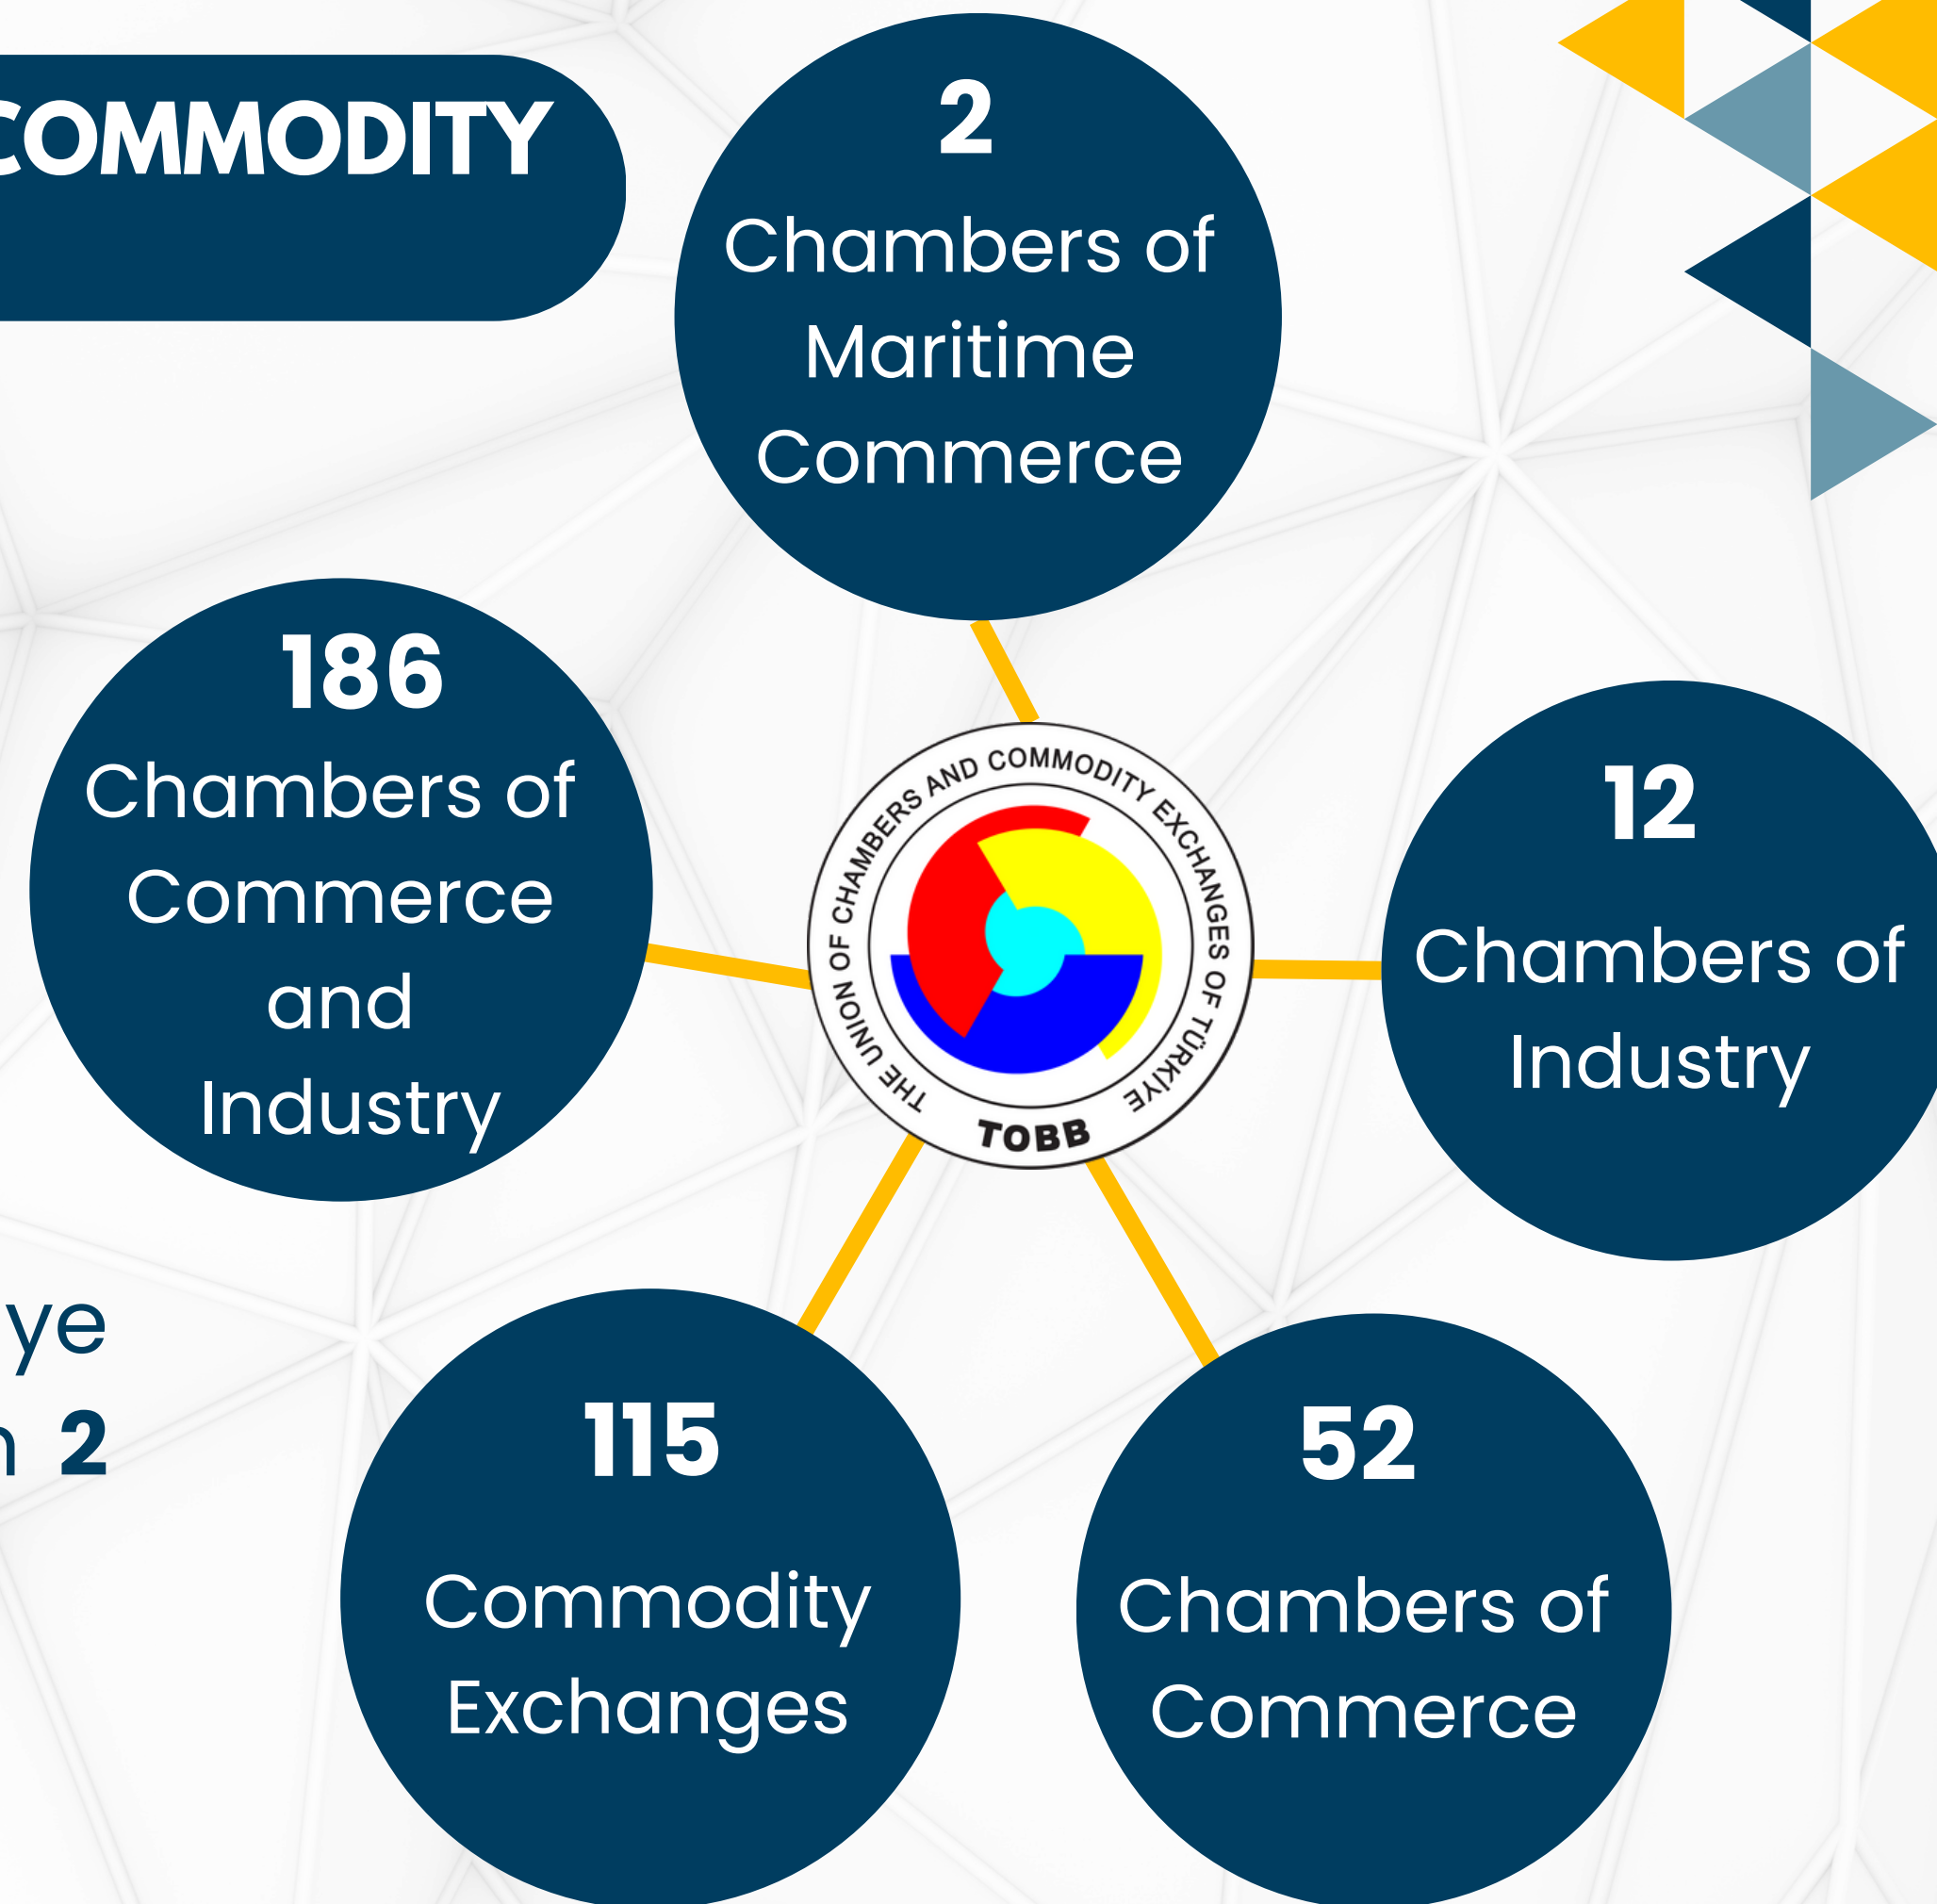 COMMODITY
2
Chambers of
Maritime
Commerce
186
Chambers of
Commerce
and
Industry
THE UNION OF CHAMBERS AND COMMODITY EXCHANGES OF TÜRKİYE
TOBB
12
Chambers of
Industry
ye
2
115
Commodity
Exchanges
52
Chambers of
Commerce